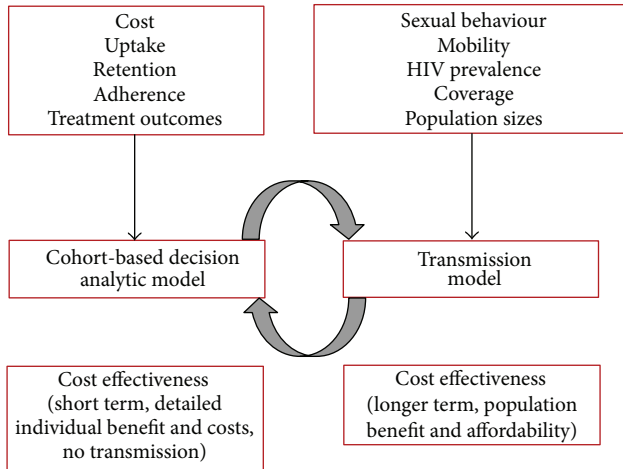 Cost
Uptake
Retention
Adherence
Treatment outcomes
Sexual behaviour
Mobility
HIV prevalence
Coverage
Population sizes
Cohort-based decision
analytic model
Transmission
model
Cost effectiveness
(short term, detailed
individual benefit and costs,
no transmission)
Cost effectiveness
(longer term, population
benefit and affordability)